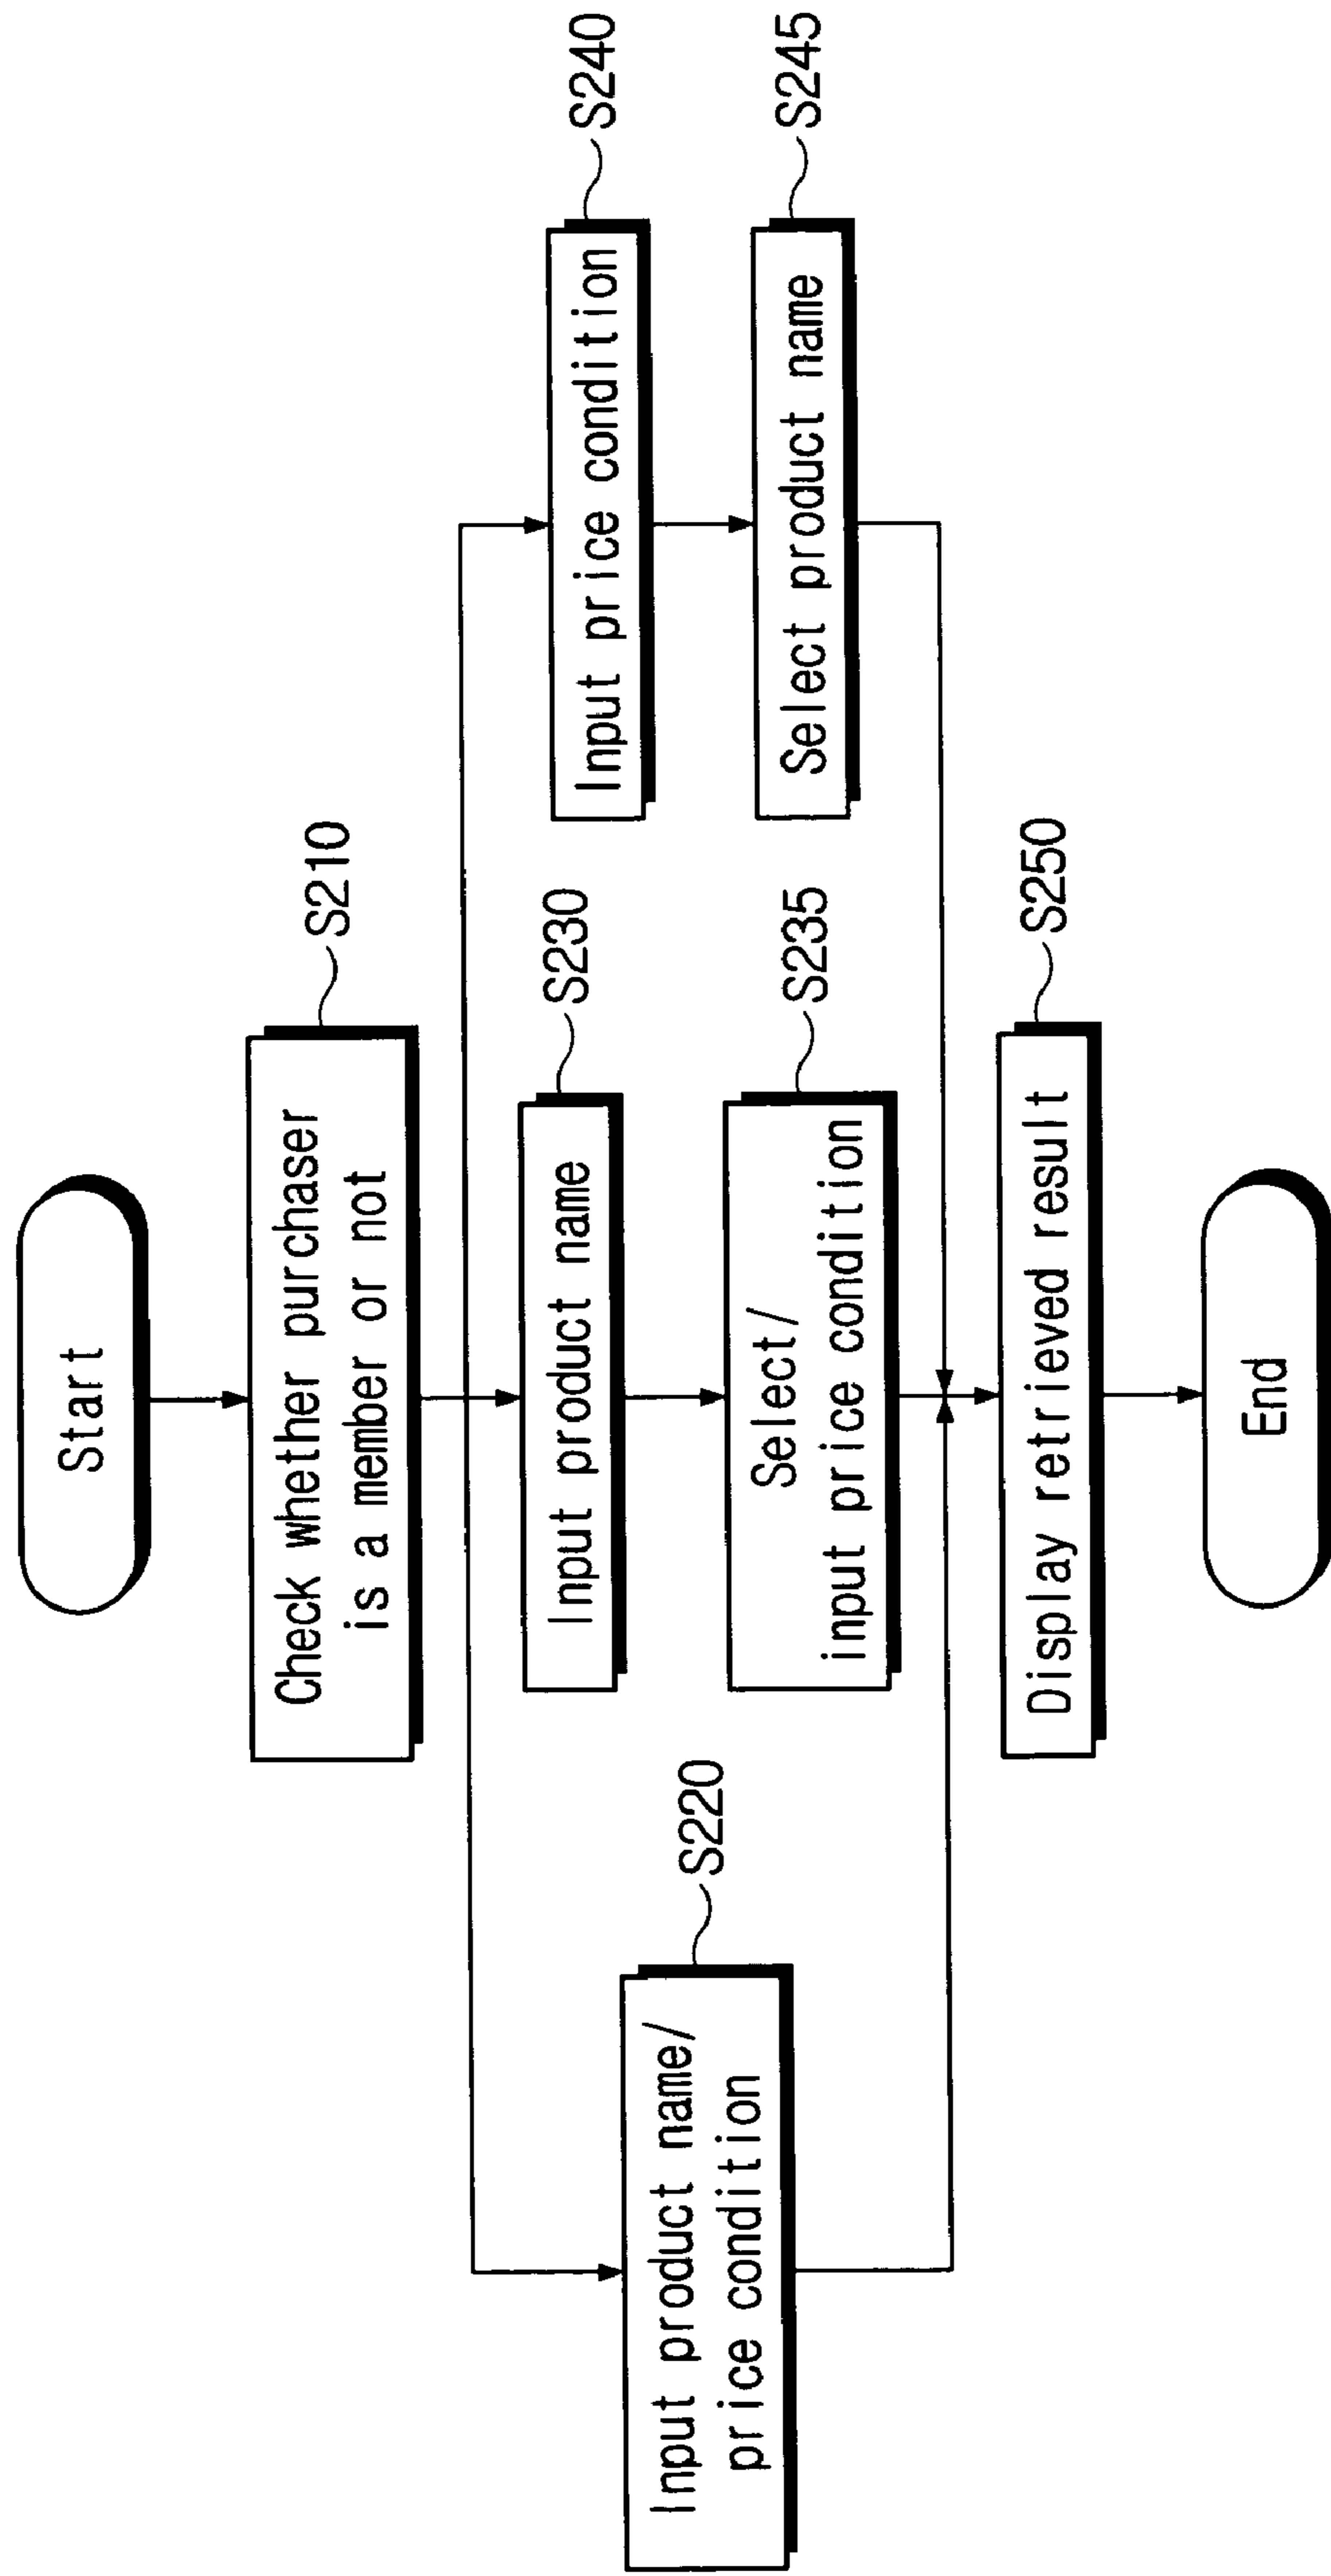 Start
Check whether purchaser
is a member or not
S210
Input product name/
price condition
S220
Input product name
S230
Select/
input price condition
S235
Input price condition
S240
Select product name
S245
Display retrieved result
S250
End